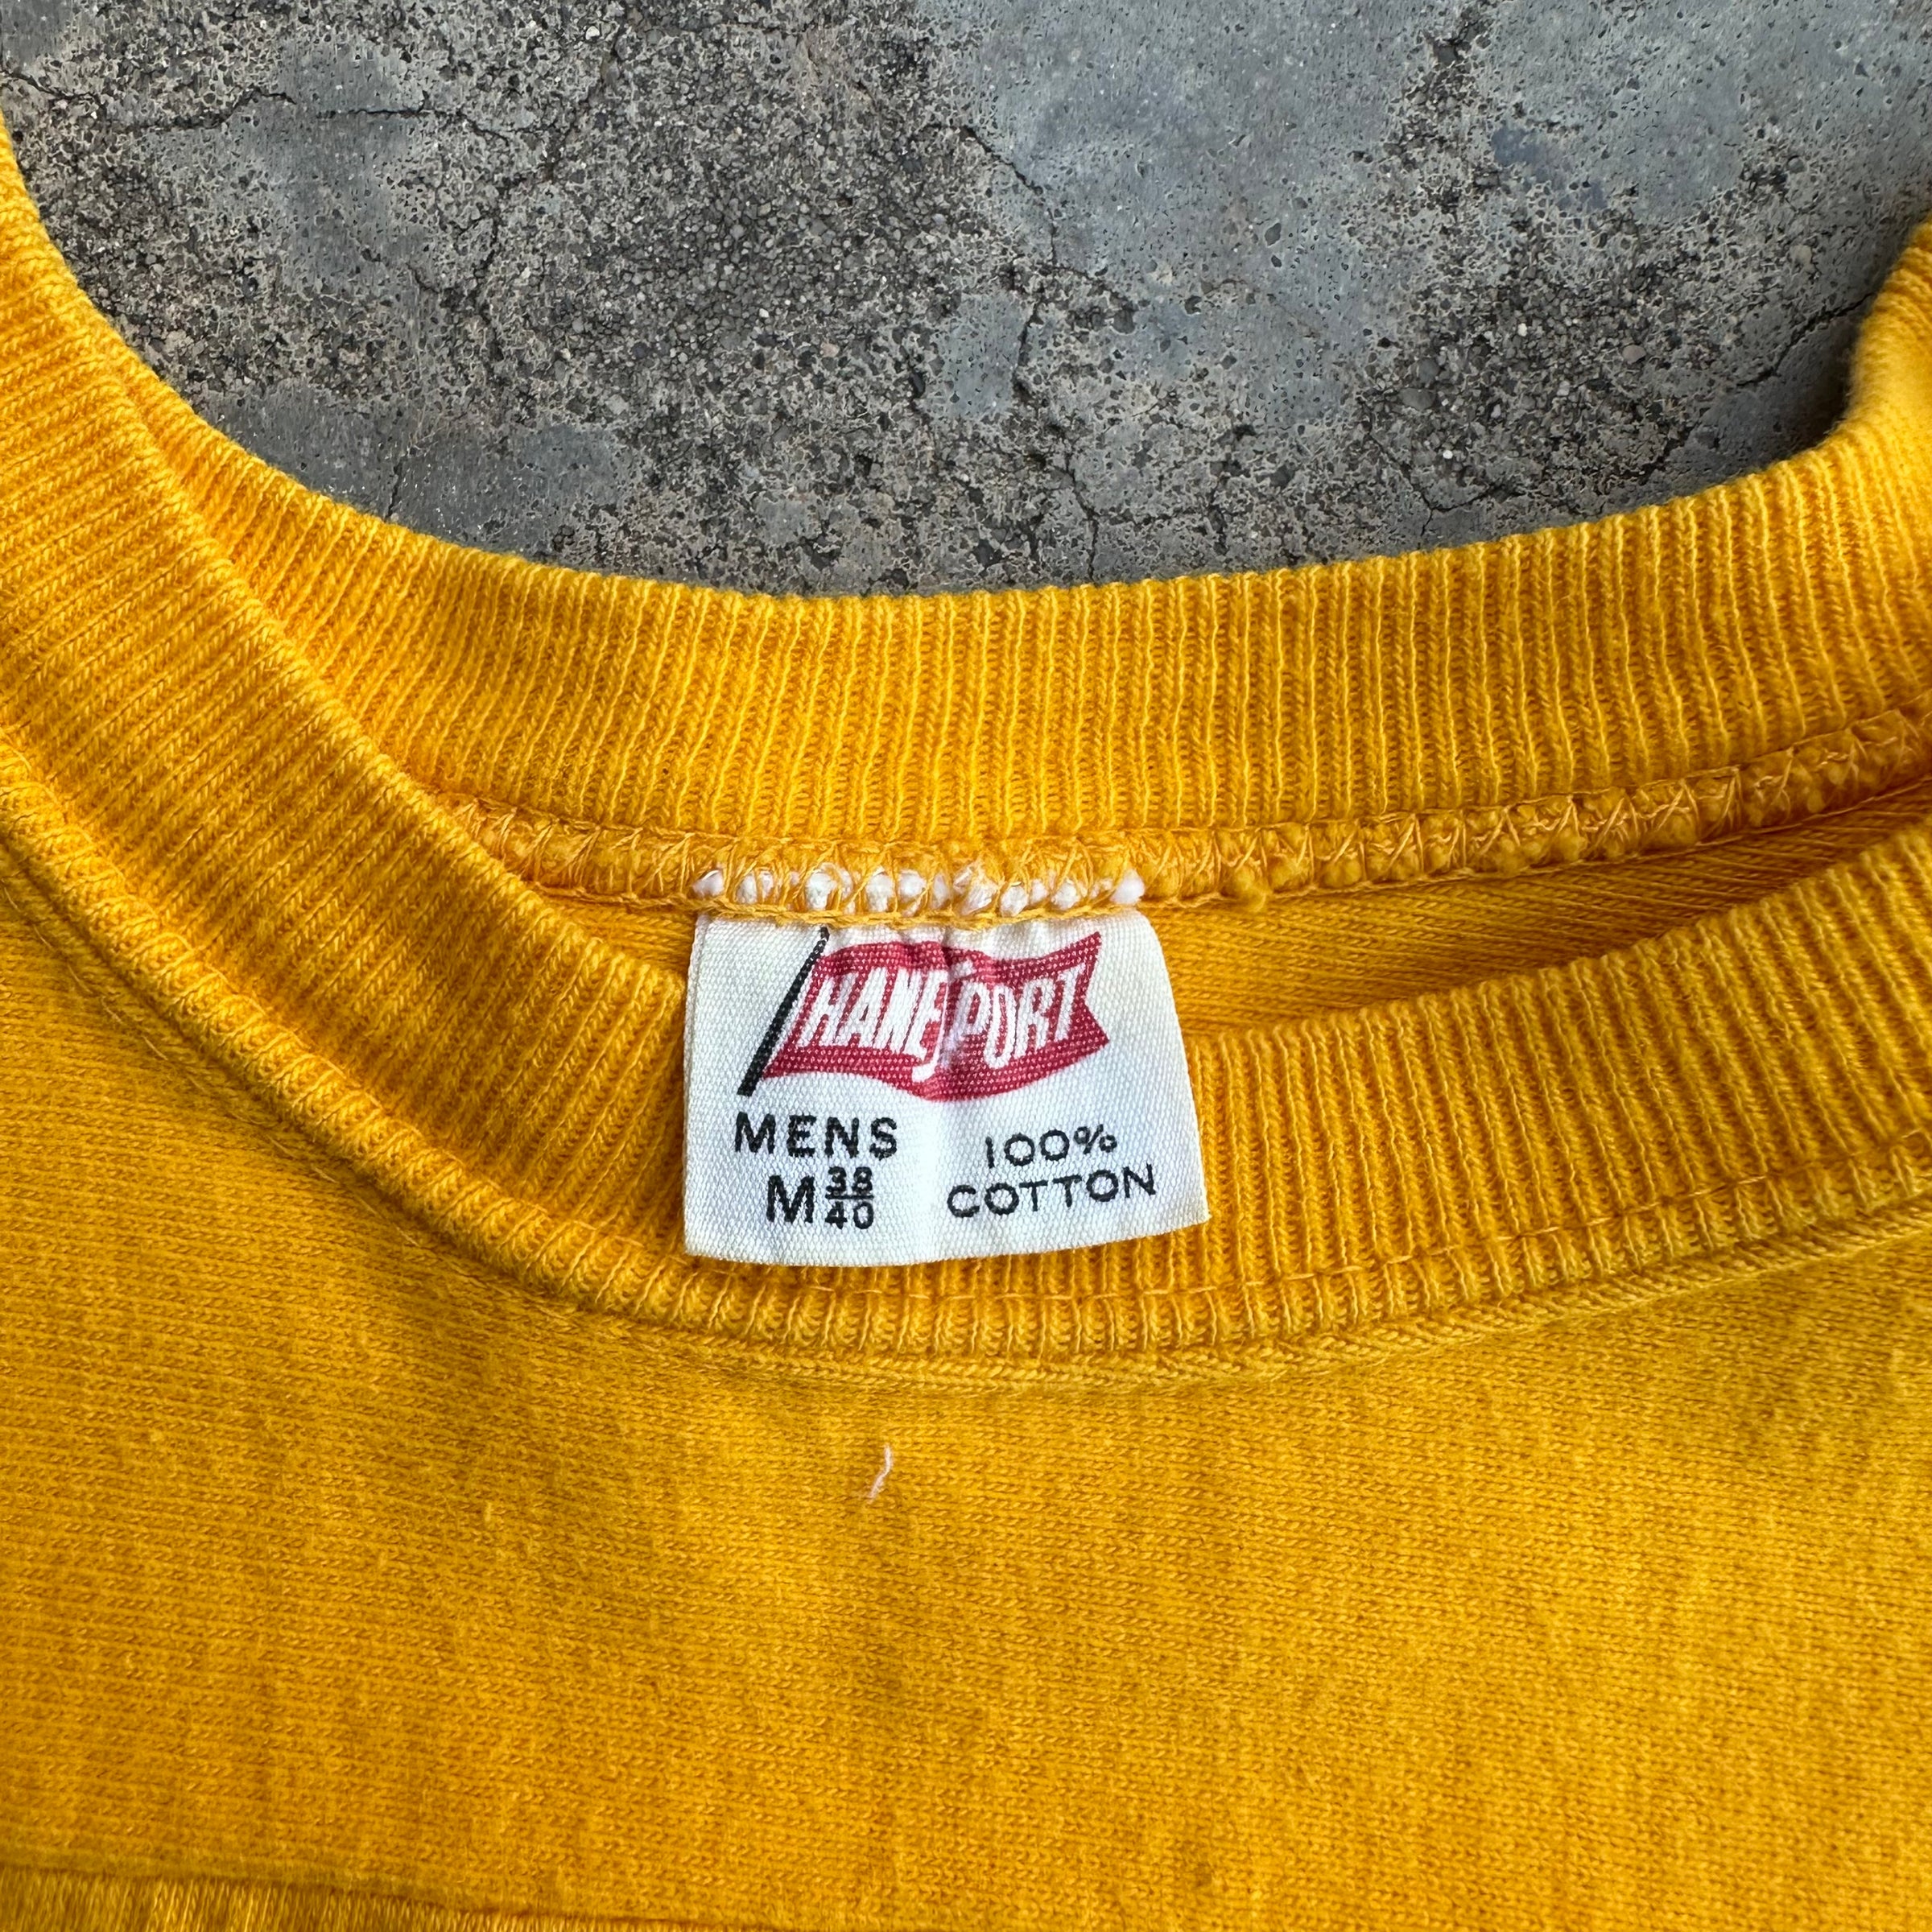 HANESPORT
MENS
M 38/40
100%
COTTON